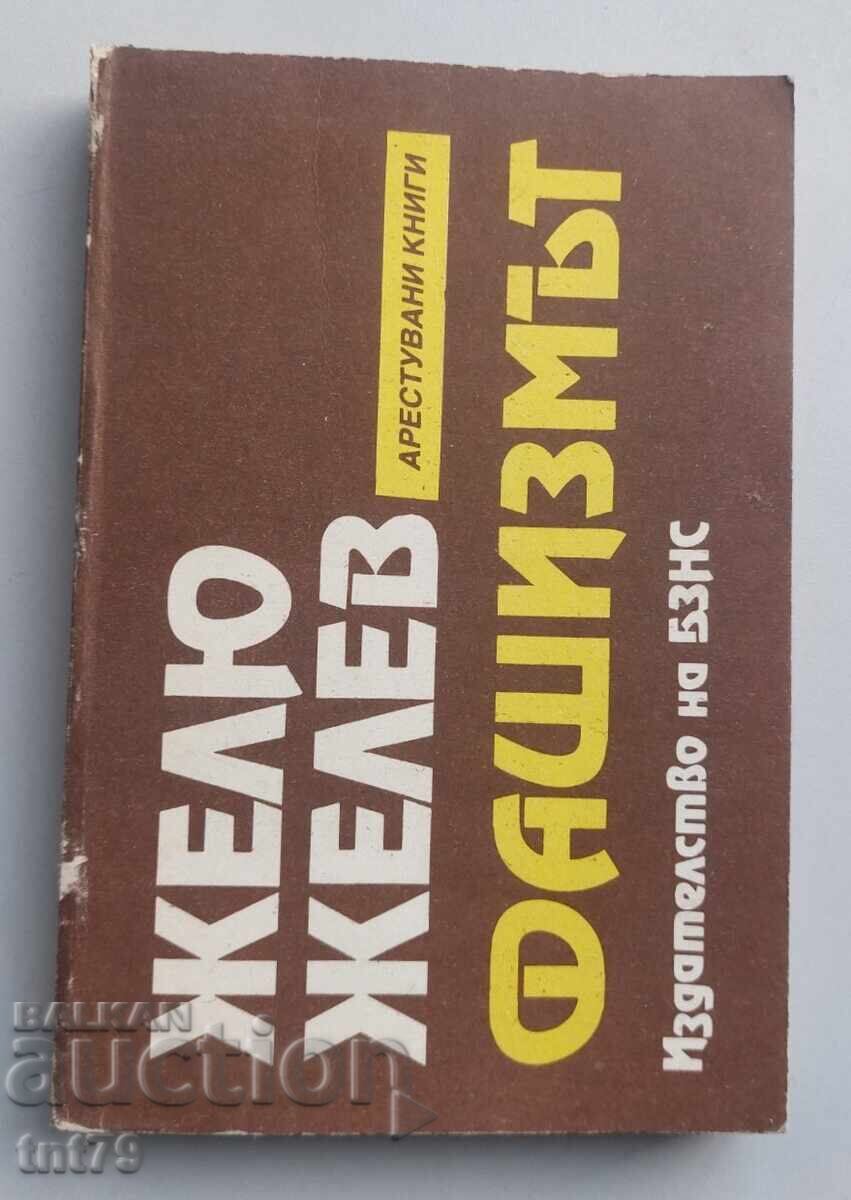 ЖЕЛЮ
ЖЕЛЕВ
АРЕСТУВАНИ КНИГИ
ФАШИЗМЪТ
Издателство на БЗНС
BALKAN
auction
tnt79